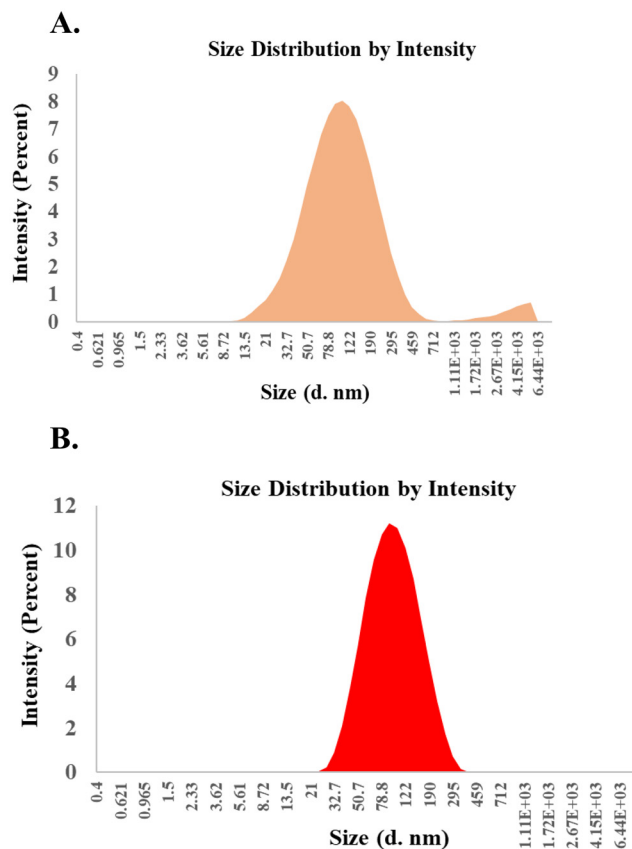 A.
Size Distribution by Intensity
Intensity (Percent)
9
8
7
6
5
4
3
2
1
0
0.4 0.621 0.965 1.5 2.33 3.62 5.61 8.72 13.5 21 32.7 50.7 78.8 122 190 295 459 712 1.11E+03 1.72E+03 2.67E+03 4.15E+03 6.44E+03
Size (d. nm)
B.
Size Distribution by Intensity
Intensity (Percent)
12
10
8
6
4
2
0
0.4 0.621 0.965 1.5 2.33 3.62 5.61 8.72 13.5 21 32.7 50.7 78.8 122 190 295 459 712 1.11E+03 1.72E+03 2.67E+03 4.15E+03 6.44E+03
Size (d. nm)